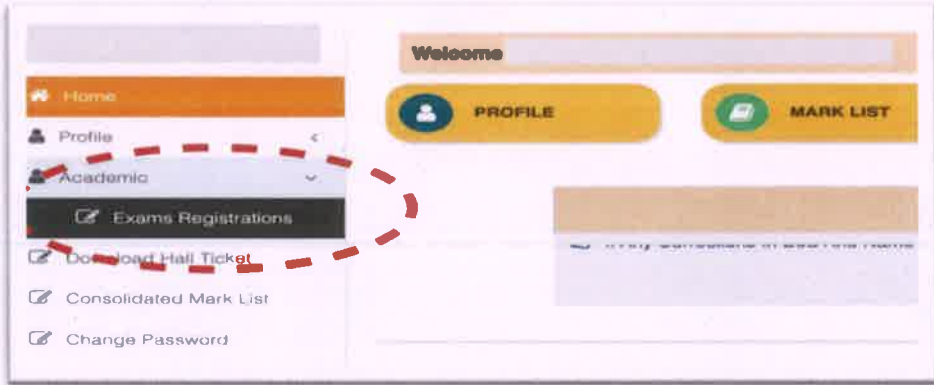 Welcome
Home
Profile
Academic
Exams Registrations
Download Hall Ticket
Consolidated Mark List
Change Password
PROFILE
MARK LIST